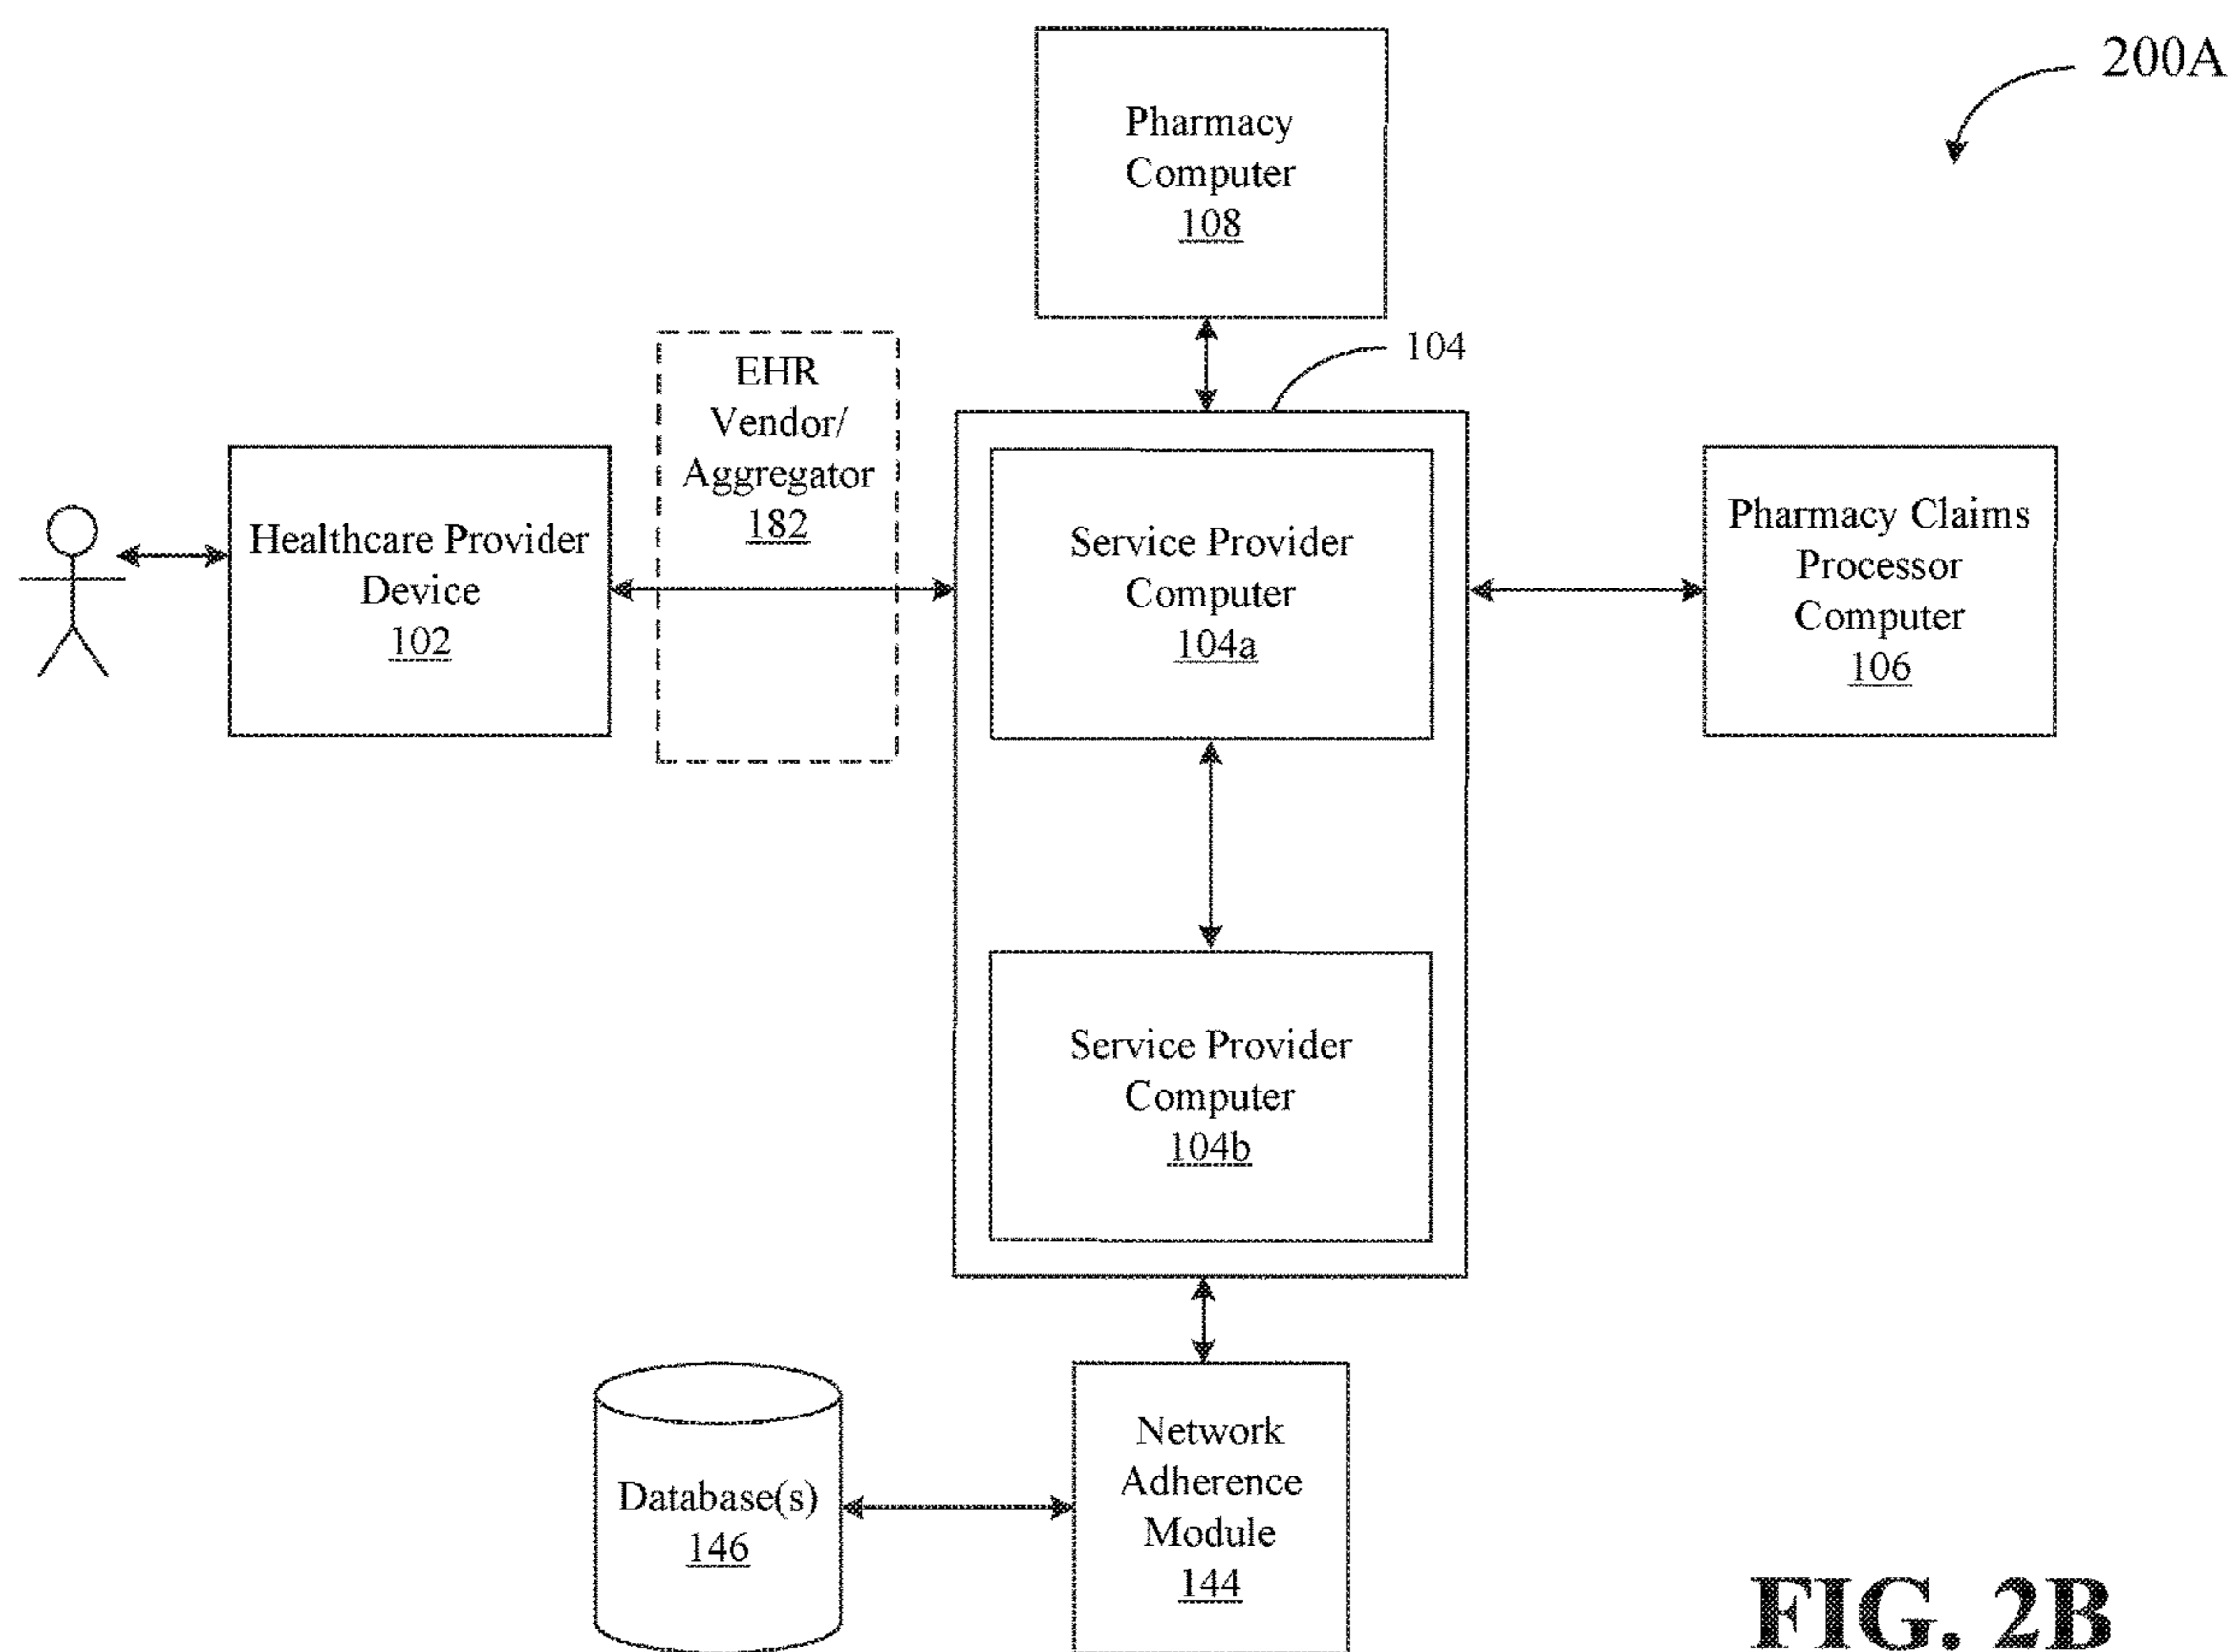 200A
Pharmacy
Computer
108
104
EHR
Vendor/
Aggregator
182
Healthcare Provider
Device
102
Service Provider
Computer
104a
Pharmacy Claims
Processor
Computer
106
Service Provider
Computer
104b
Database(s)
146
Network
Adherence
Module
144
FIG. 2B